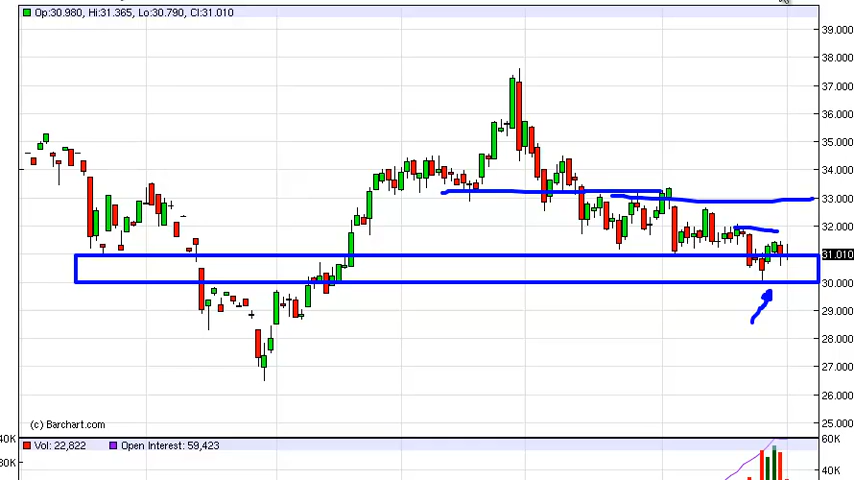 Op:30.980, Hi:31.365, Lo:30.790, Cl:31.010
39.000
38.000
37.000
36.000
35.000
34.000
33.000
32.000
31.010
30.000
29.000
28.000
27.000
26.000
25.000
(c) Barchart.com
40K
Vol: 22,822
Open Interest: 59,423
60K
30K
40K